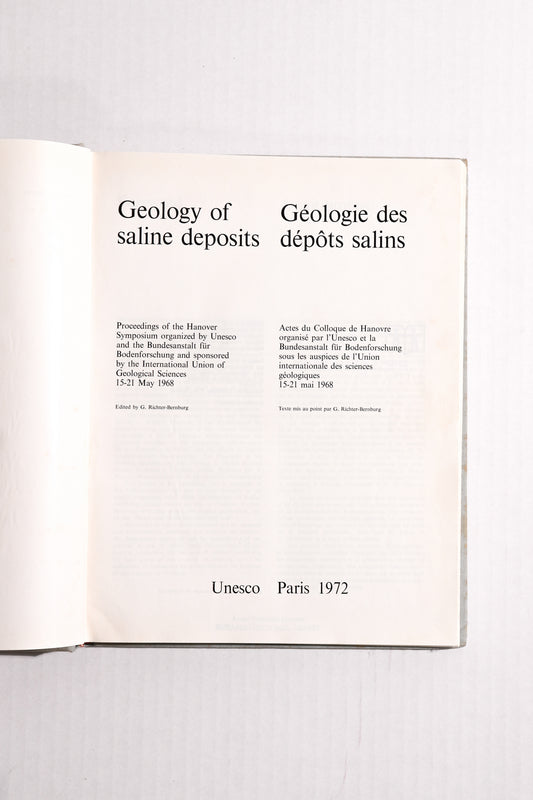 Geology of
saline deposits
Géologie des
dépôts salins
Proceedings of the Hanover
Symposium organized by Unesco
and the Bundesanstalt für
Bodenforschung and sponsored
by the International Union of
Geological Sciences
15-21 May 1968
Edited by G. Richter-Bernburg
Actes du Colloque de Hanovre
organisé par l'Unesco et la
Bundesanstalt für Bodenforschung
sous les auspices de l'Union
internationale des sciences
géologiques
15-21 mai 1968
Texte mis au point par G. Richter-Bernburg
Unesco Paris 1972